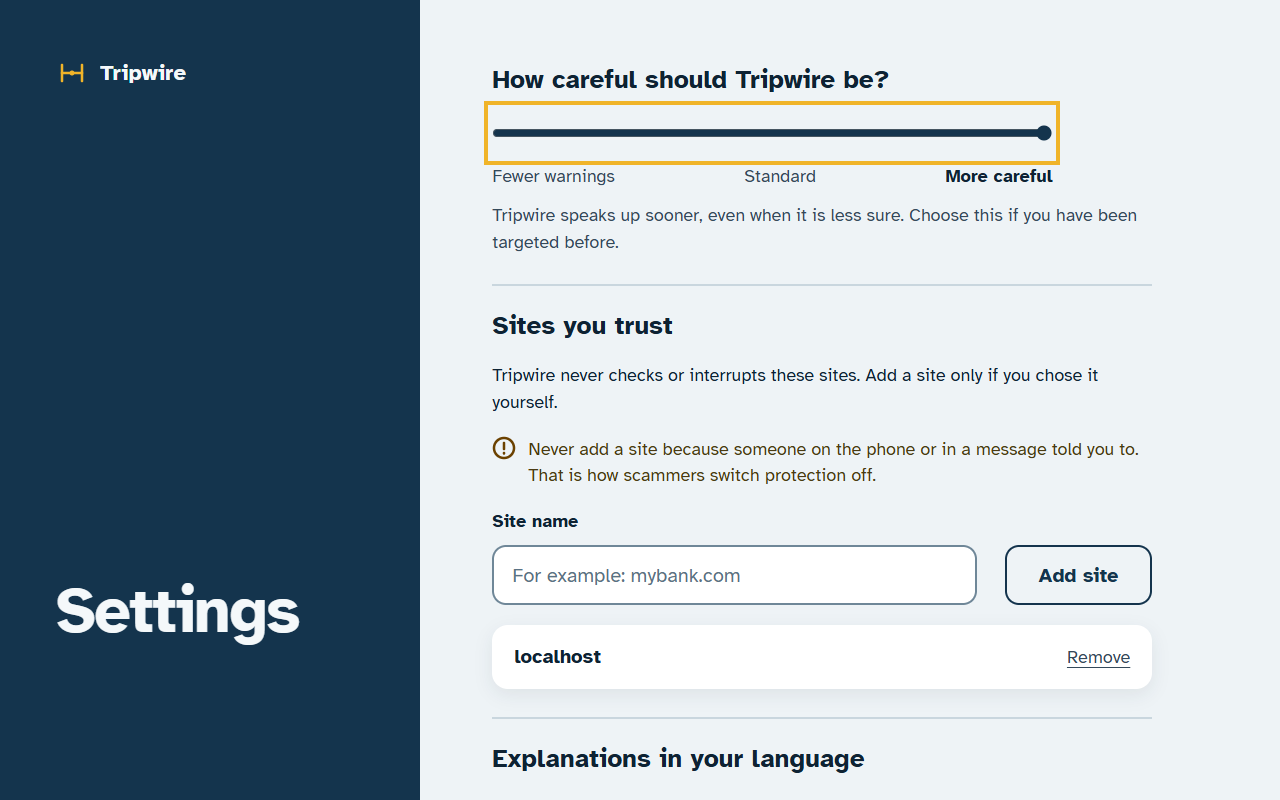 Tripwire
Settings
How careful should Tripwire be?
Fewer warnings
Standard
More careful
Tripwire speaks up sooner, even when it is less sure. Choose this if you have been
targeted before.
Sites you trust
Tripwire never checks or interrupts these sites. Add a site only if you chose it
yourself.
Never add a site because someone on the phone or in a message told you to.
That is how scammers switch protection off.
Site name
For example: mybank.com
Add site
localhost
Remove
Explanations in your language